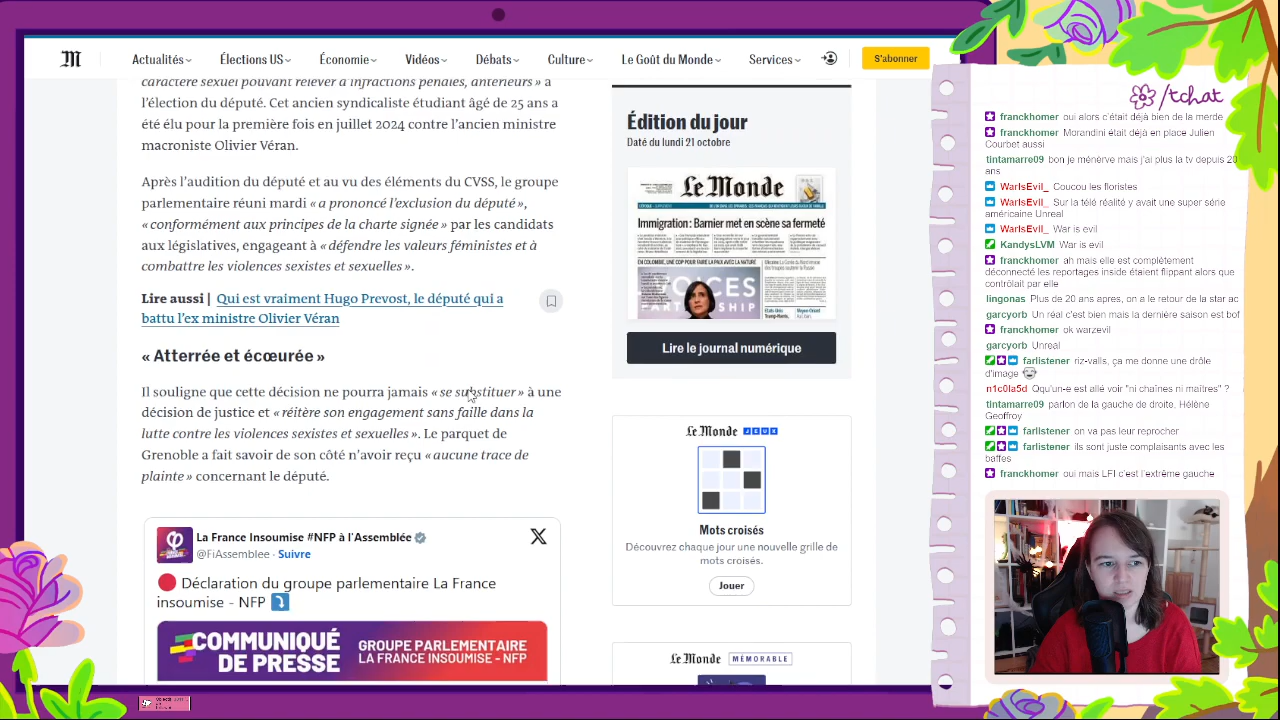 M
Actualités
Élections US
Économie
Vidéos
Débats
Culture
Le Goût du Monde
Services
S'abonner
caractère sexuel pouvant relever d'infractions pénales, antérieurs » à
l'élection du député. Cet ancien syndicaliste étudiant âgé de 25 ans a
été élu pour la première fois en juillet 2024 contre l'ancien ministre
macroniste Olivier Véran.
Après l'audition du député et au vu des éléments du CVSS, le groupe
parlementaire réuni mardi « a prononcé l'exclusion du député »,
« conformément aux principes de la charte signée » par les candidats
aux législatives, engageant à « défendre les valeurs féministes et à
combattre les violences sexistes et sexuelles ».
Lire aussi | Qui est vraiment Hugo Prevost, le député qui a
battu l'ex ministre Olivier Véran
« Atterrée et écœurée »
Il souligne que cette décision ne pourra jamais « se substituer » à une
décision de justice et « réitère son engagement sans faille dans la
lutte contre les violences sexistes et sexuelles ». Le parquet de
Grenoble a fait savoir de son côté n'avoir reçu « aucune trace de
plainte » concernant le député.
La France Insoumise #NFP à l'Assemblée
@FiAssemblee · Suivre
Déclaration du groupe parlementaire La France
insoumise - NFP
COMMUNIQUÉ
DE PRESSE
GROUPE PARLEMENTAIRE
LA FRANCE INSOUMISE - NFP
Édition du jour
Daté du lundi 21 octobre
Le Monde
Immigration : Barnier met en scène sa fermeté
Lire le journal numérique
Le Monde JEUX
Mots croisés
Découvrez chaque jour une nouvelle grille de
mots croisés.
Jouer
Le Monde MÉMORABLE
/tchat
franckhomer oui alors c'était déjà bien de la merde
franckhomer Morandini était déjà en place Julien
Courbet aussi
tintamarre09 bon je ménérve mais j'ai plus la tv depuis 20
ans
WarIsEvil_ Coucou les floristes
WarIsEvil_ Sur la télé réalité y avait une super série
américaine Unreal
WarIsEvil_ War is evil
KandysLVM War is teub
franckhomer oh mais il est complètement
déconnecté les reportages inside étaient flippant alors que
contrôlait par elle
lingonas Plus de 20 ans après, c'est le retour de la momie
garcyorb Un réal c'est bien mais la dernière saison est bof
franckhomer ok warzevil
garcyorb Unreal
farlistener riz-valls, ça me donne une drôle
d'image
n1c0la5d Qqu'un est allé voir "ni chaînes ni maîtres" ?
tintamarre09 parlon de la gauche de droite, Hélène
Geoffroy
farlistener on va pas leur reprocher
farlistener ils sont juste complaisants avec les
baffes
franckhomer oui mais LFI c'est l'extrême gauche